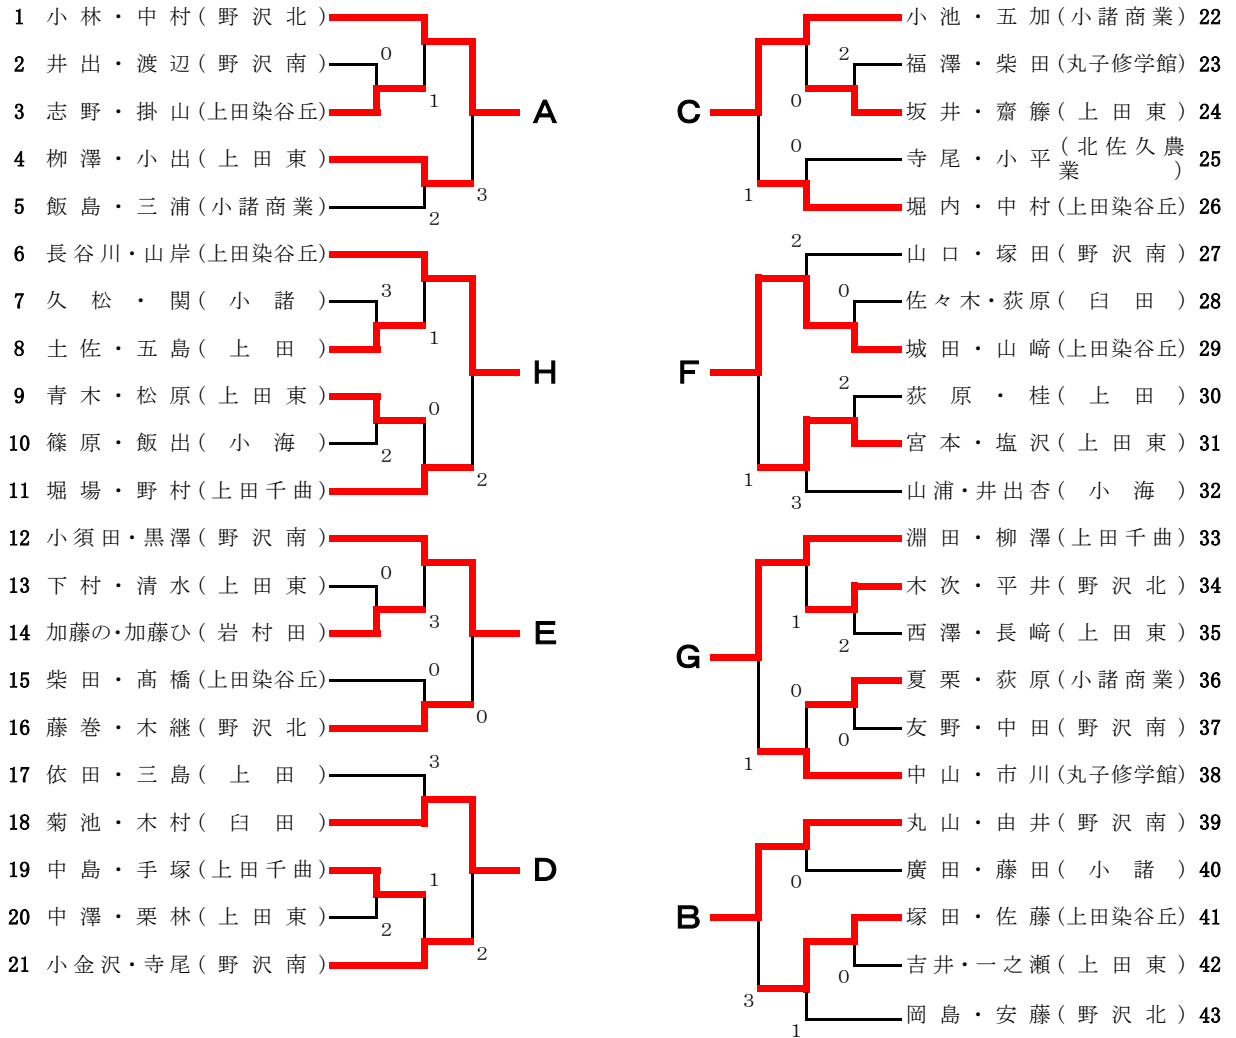 1 小林・中村(野沢北)
2 井出・渡辺(野沢南)
0
3 志野・掛山(上田染谷丘)
1
A
4 栁澤・小出(上田東)
5 飯島・三浦(小諸商業)
2
3
6 長谷川・山岸(上田染谷丘)
7 久松・関(小諸)
3
8 土佐・五島(上田)
1
H
9 青木・松原(上田東)
0
10 篠原・飯出(小海)
2
11 堀場・野村(上田千曲)
2
12 小須田・黒澤(野沢南)
13 下村・清水(上田東)
0
14 加藤の・加藤ひ(岩村田)
3
E
15 柴田・髙橋(上田染谷丘)
0
16 藤巻・木継(野沢北)
0
17 依田・三島(上田)
3
18 菊池・木村(臼田)
19 中島・手塚(上田千曲)
1
D
20 中澤・栗林(上田東)
2
21 小金沢・寺尾(野沢南)
2
小池・五加(小諸商業) 22
2
福澤・柴田(丸子修学館) 23
C
0
坂井・齋籐(上田東) 24
0
寺尾・小平(北佐久農業) 25
1
堀内・中村(上田染谷丘) 26
2
山口・塚田(野沢南) 27
0
佐々木・荻原(臼田) 28
城田・山﨑(上田染谷丘) 29
F
2
荻原・桂(上田) 30
宮本・塩沢(上田東) 31
1
3
山浦・井出杏(小海) 32
淵田・柳澤(上田千曲) 33
木次・平井(野沢北) 34
1
2
西澤・長﨑(上田東) 35
G
0
夏栗・荻原(小諸商業) 36
0
友野・中田(野沢南) 37
1
中山・市川(丸子修学館) 38
丸山・由井(野沢南) 39
0
廣田・藤田(小諸) 40
B
塚田・佐藤(上田染谷丘) 41
0
吉井・一之瀬(上田東) 42
3
1
岡島・安藤(野沢北) 43